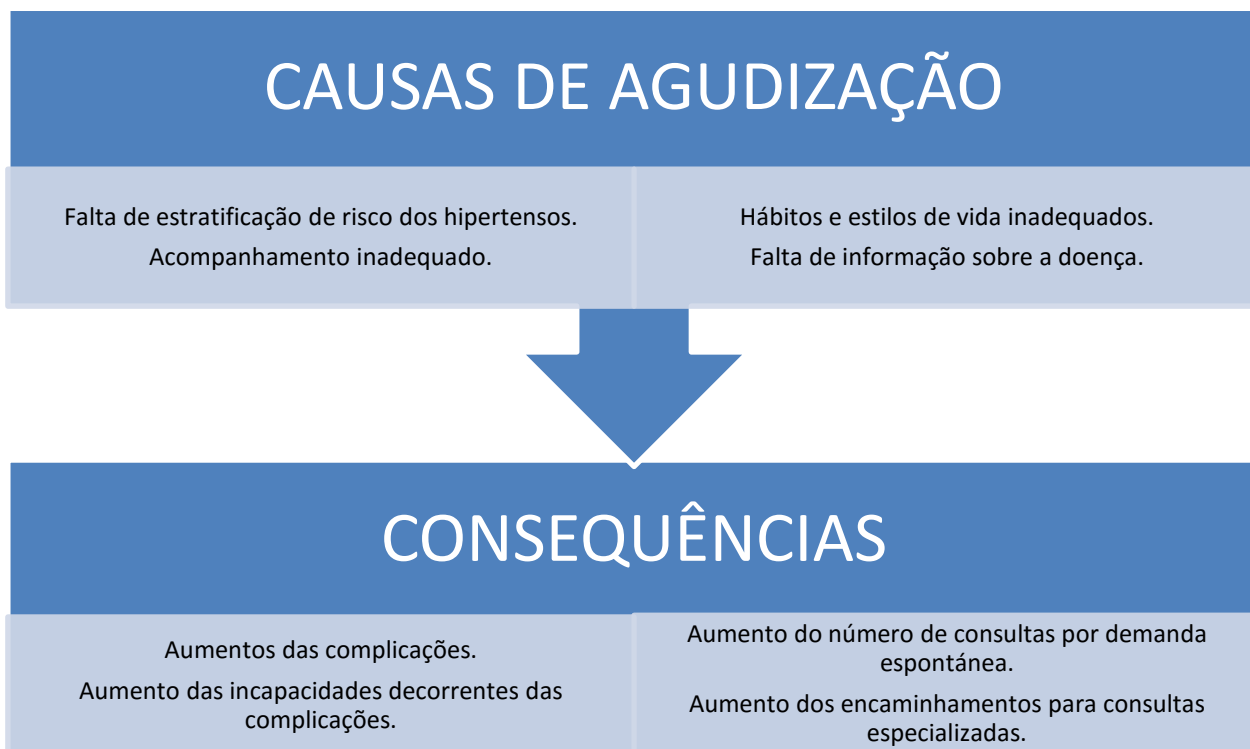 CAUSAS DE AGUDIZAÇÃO
Falta de estratificação de risco dos hipertensos.
Acompanhamento inadequado.
Hábitos e estilos de vida inadequados.
Falta de informação sobre a doença.
CONSEQUÊNCIAS
Aumentos das complicações.
Aumento das incapacidades decorrentes das
complicações.
Aumento do número de consultas por demanda
espontánea.
Aumento dos encaminhamentos para consultas
especializadas.